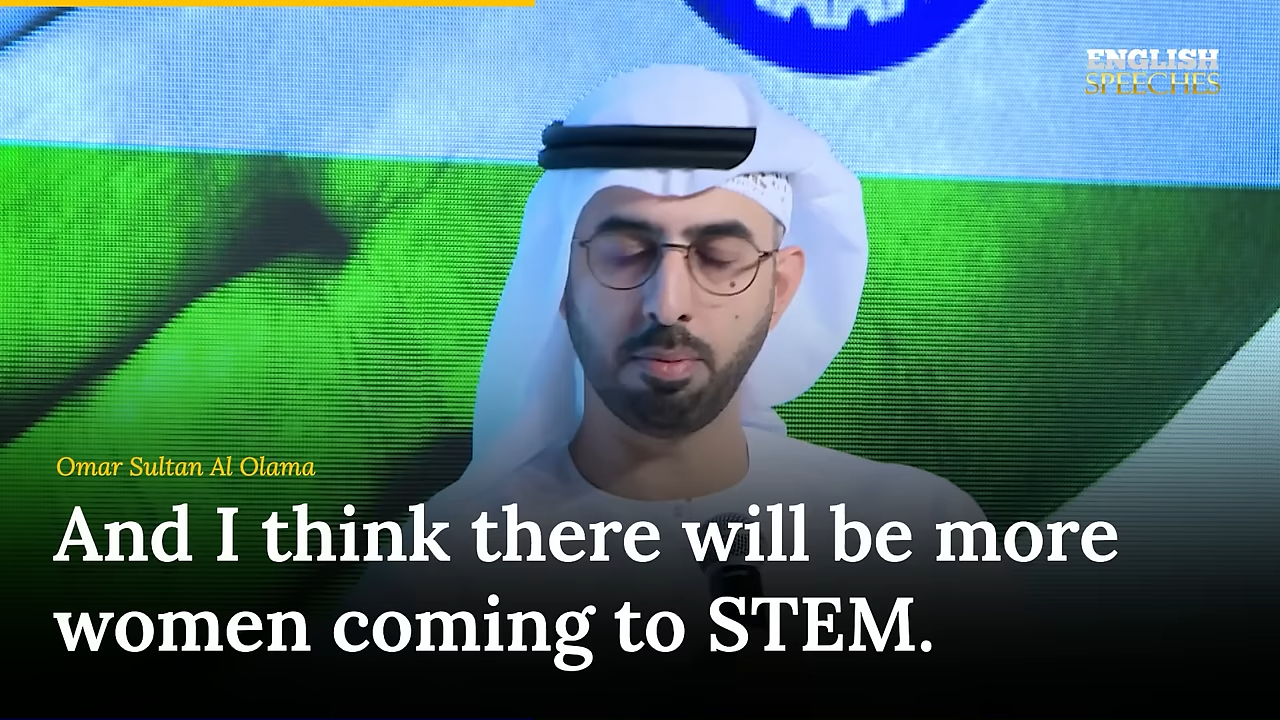 ENGLISH
SPEECHES
Omar Sultan Al Olama
And I think there will be more
women coming to STEM.